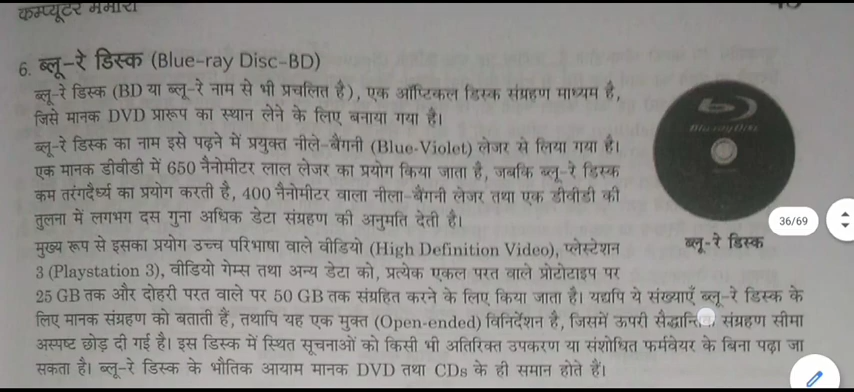 कम्प्यूटर मेमोरी
6. ब्लू-रे डिस्क (Blue-ray Disc-BD)
ब्लू-रे डिस्क (BD या ब्लू-रे नाम से भी प्रचलित है), एक ऑप्टिकल डिस्क संग्रहण माध्यम है,
जिसे मानक DVD प्रारूप का स्थान लेने के लिए बनाया गया है।
ब्लू-रे डिस्क का नाम इसे पढ़ने में प्रयुक्त नीले-बैंगनी (Blue-Violet) लेजर से लिया गया है।
एक मानक डीवीडी में 650 नैनोमीटर लाल लेजर का प्रयोग किया जाता है, जबकि ब्लू-रे डिस्क
कम तरंगदैर्घ्य का प्रयोग करती है, 400 नैनोमीटर वाला नीला-बैंगनी लेजर तथा एक डीवीडी की
तुलना में लगभग दस गुना अधिक डेटा संग्रहण की अनुमति देती है।
मुख्य रूप से इसका प्रयोग उच्च परिभाषा वाले वीडियो (High Definition Video), प्लेस्टेशन
3 (Playstation 3), वीडियो गेम्स तथा अन्य डेटा को, प्रत्येक एकल परत वाले प्रोटोटाइप पर
25 GB तक और दोहरी परत वाले पर 50 GB तक संग्रहित करने के लिए किया जाता है। यद्यपि ये संख्याएँ ब्लू-रे डिस्क के
लिए मानक संग्रहण को बताती हैं, तथापि यह एक मुक्त (Open-ended) विनिर्देशन है, जिसमें ऊपरी सैद्धान्तिक संग्रहण सीमा
अस्पष्ट छोड़ दी गई है। इस डिस्क में स्थित सूचनाओं को किसी भी अतिरिक्त उपकरण या संशोधित फर्मवेयर के बिना पढ़ा जा
सकता है। ब्लू-रे डिस्क के भौतिक आयाम मानक DVD तथा CDs के ही समान होते हैं।
Blu-ray Disc
36/69
ब्लू-रे डिस्क